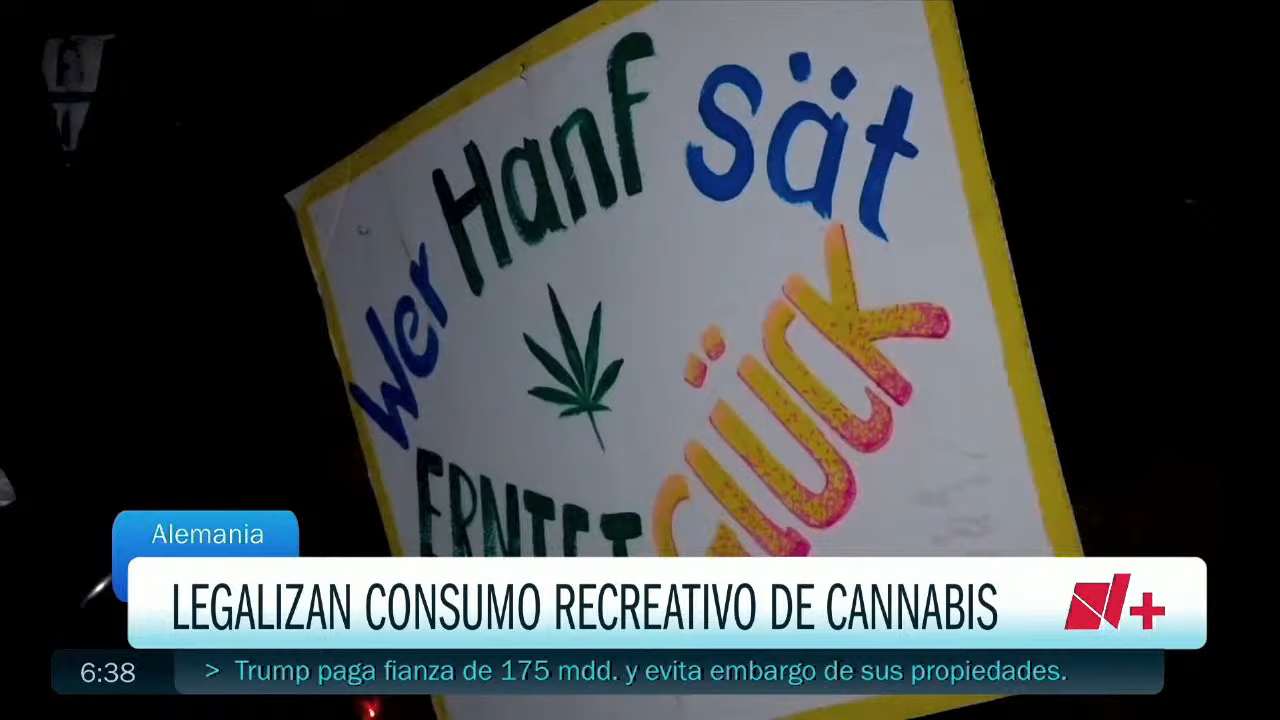 Wer Hanf Sät
ERNTET GLÜCK
Alemania
LEGALIZAN CONSUMO RECREATIVO DE CANNABIS
N+
6:38
> Trump paga fianza de 175 mdd. y evita embargo de sus propiedades.